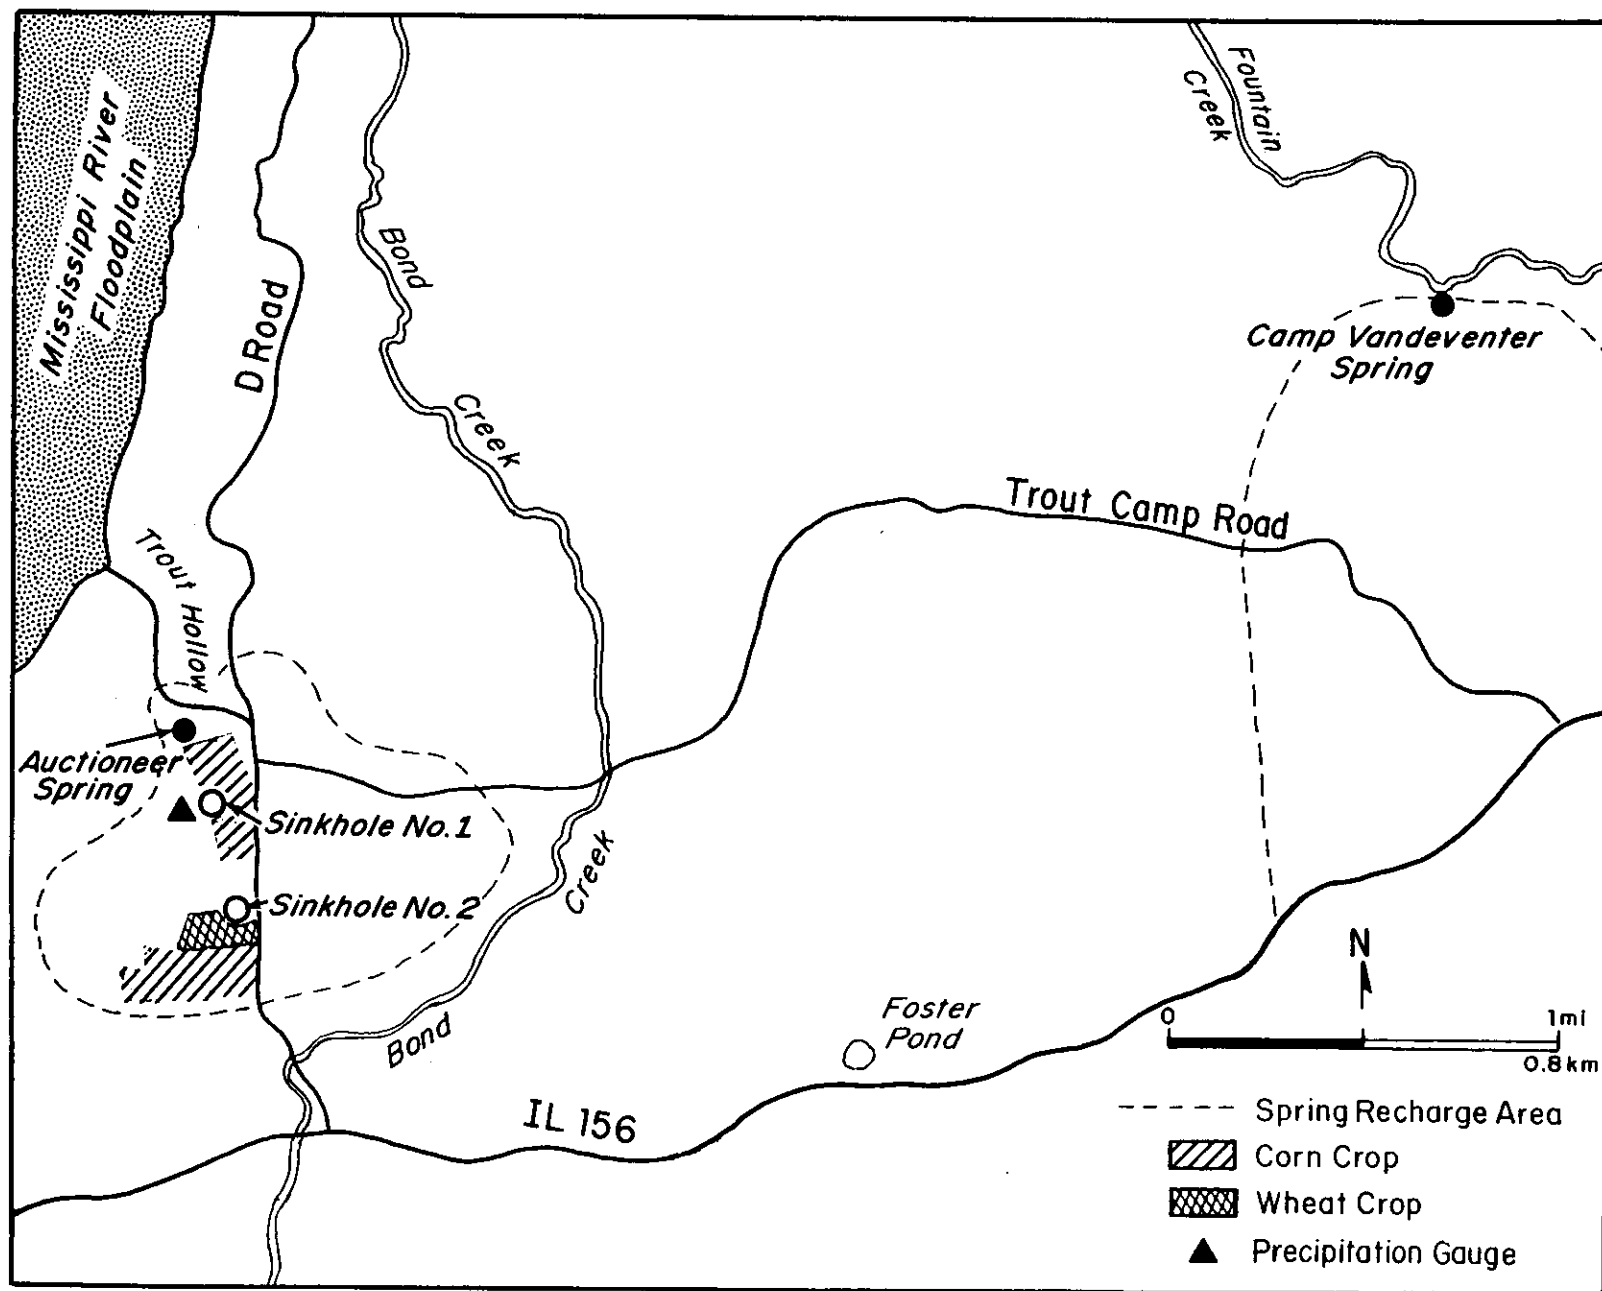 Mississippi River
Floodplain
D Road
Bond
Creek
Fountain
Creek
Camp Vandeventer
Spring
Trout Camp Road
Trout Hollow
Auctioneer
Spring
Sinkhole No. 1
Sinkhole No. 2
Creek
Bond
Foster
Pond
IL 156
N
0
1mi
0.8km
Spring Recharge Area
Corn Crop
Wheat Crop
Precipitation Gauge